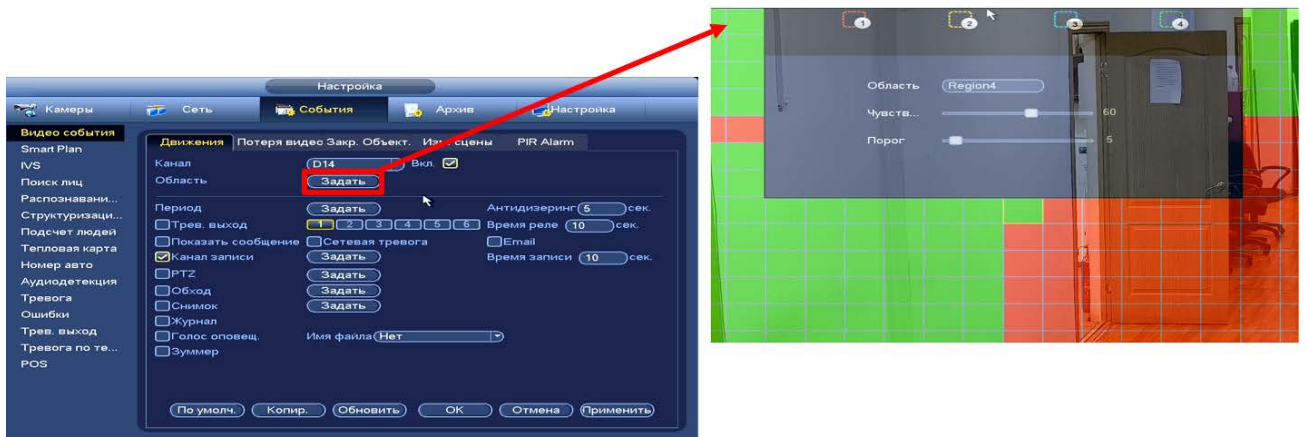 Настройка
Камеры Сеть События Архив Настройка
Видео события
Smart Plan
IVS
Поиск лиц
Распознавани...
Структуризаци...
Подсчет людей
Тепловая карта
Номер авто
Аудиодетекция
Тревога
Ошибки
Трев. выход
Тревога по те...
POS
Движения Потеря видео Закр. Объект. сцены PIR Alarm
Канал D14 Вкл.
Область Задать
Период Задать Антидизеринг 5 сек.
Трев. выход 1 2 3 4 5 6 Время реле 10 сек.
Показать сообщение Сетевая тревога Email
Канал записи Задать Время записи 10 сек.
PTZ Задать
Обход Задать
Снимок Задать
Журнал
Голос оповещ. Имя файла Нет
Зуммер
По умолч. Копир. Обновить OK Отмена Применить
1 2 3 4
Область Region4
Чувств... 60
Порог 5